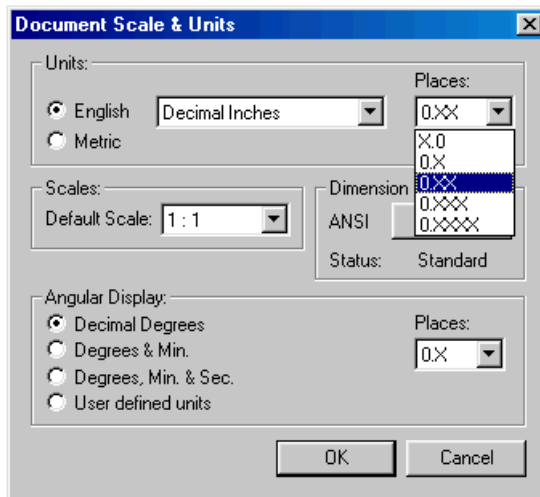 Document Scale & Units
Units:
Places:
English Decimal Inches 0.XX
Metric
X.0
0.X
0.XX
0.XXX
0.XXXX
Scales:
Default Scale: 1 : 1
Dimension
ANSI
Status: Standard
Angular Display:
Decimal Degrees
Degrees & Min.
Degrees, Min. & Sec.
User defined units
Places:
0.X
OK Cancel